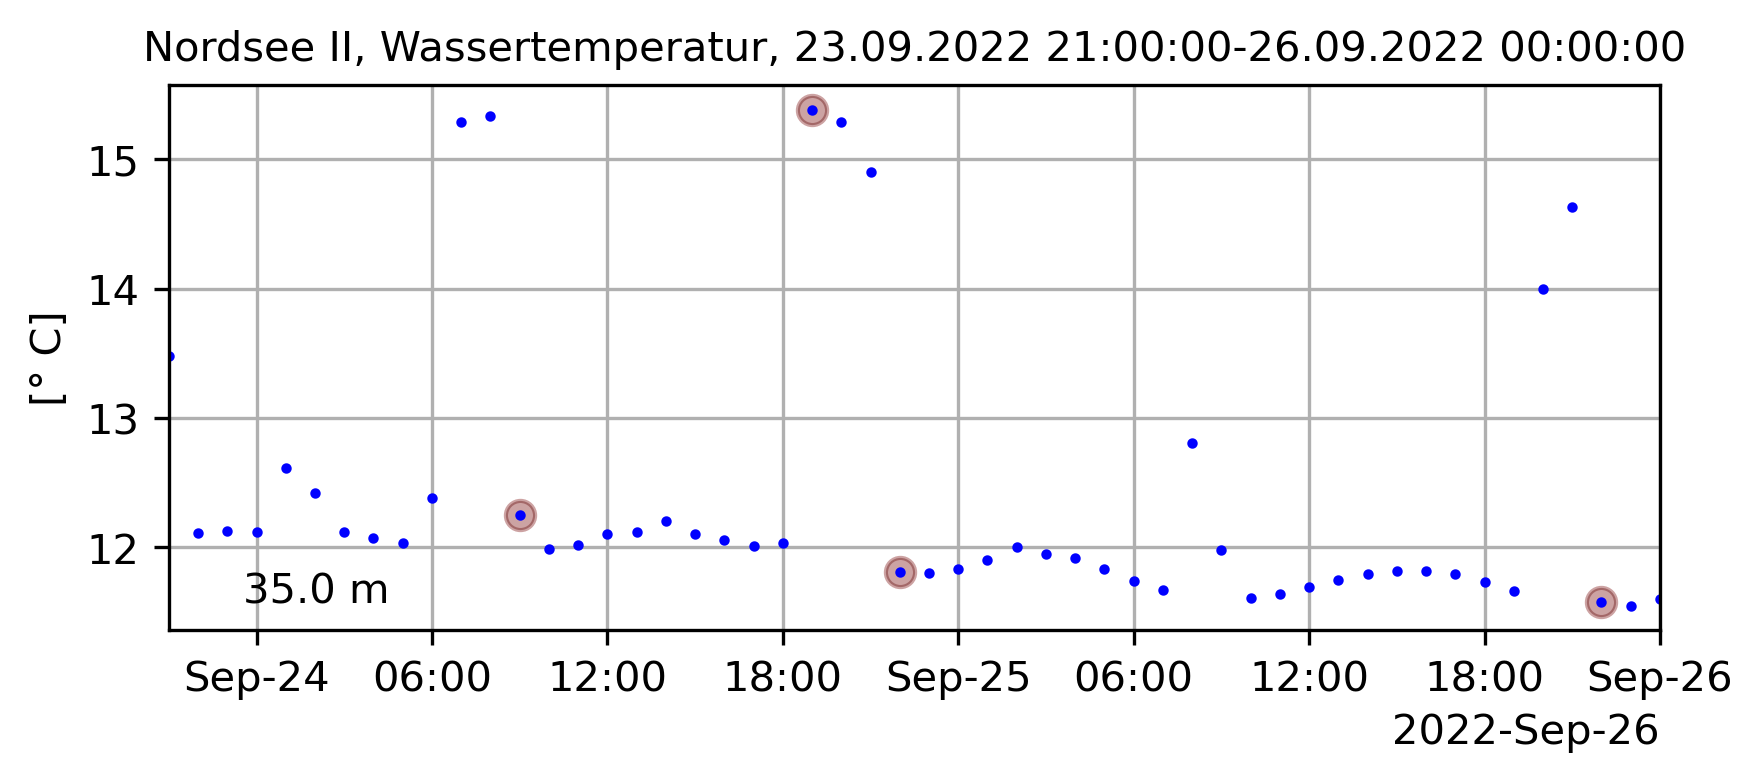 Nordsee II, Wassertemperatur, 23.09.2022 21:00:00-26.09.2022 00:00:00
15
14
13
12
[° C]
35.0 m
Sep-24 06:00 12:00 18:00 Sep-25 06:00 12:00 18:00 Sep-26
2022-Sep-26